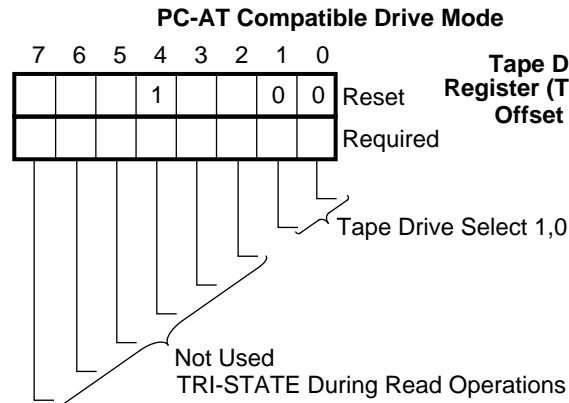 PC-AT Compatible Drive Mode
7 6 5 4 3 2 1 0
Tape D
Register (T
Offset
1 0 0 Reset
Required
Tape Drive Select 1,0
Not Used
TRI-STATE During Read Operations